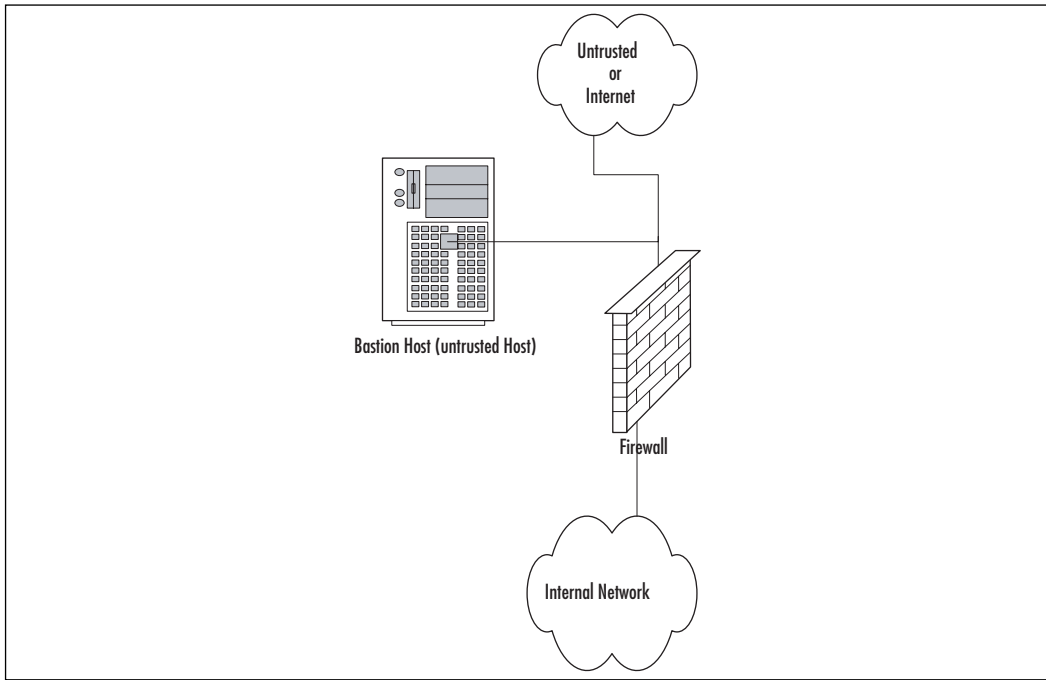 Untrusted
or
Internet
Bastion Host (untrusted Host)
Firewall
Internal Network